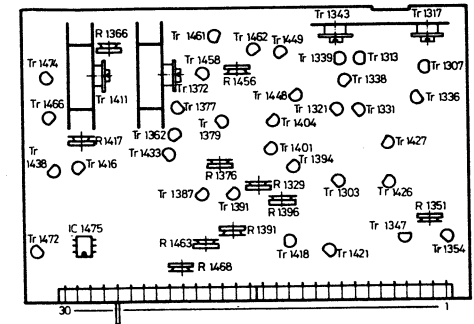 Tr 1343
Tr 1317
Tr 1461
R 1366
Tr 1462
Tr 1449
Tr 1339
Tr 1313
Tr 1458
Tr 1307
Tr 1474
R 1456
Tr 1372
Tr 1338
Tr 1411
Tr 1448
Tr 1336
Tr 1466
Tr 1377
Tr 1321
Tr 1331
Tr 1404
Tr 1379
Tr 1362
R1417
Tr 1427
Tr 1401
Tr 1433
Tr 1438
Tr 1416
R 1376
Tr 1394
Tr 1387
Tr 1391
R 1329
Tr 1303
Tr 1426
R 1396
R 1351
IC 1475
R 1391
Tr 1347
Tr 1472
R 1463
Tr 1418
Tr 1421
Tr 1354
R 1468
30
1